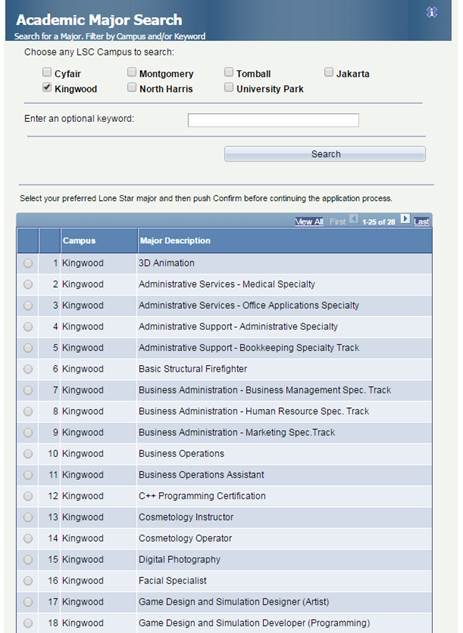 Academic Major Search
Search for a Major. Filter by Campus and/or Keyword
Choose any LSC Campus to search:
Cyfair Montgomery Tomball Jakarta
Kingwood North Harris University Park
Enter an optional keyword:
Search
Select your preferred Lone Star major and then push Confirm before continuing the application process.
View All First 1-25 of 28 Last
Campus Major Description
1 Kingwood 3D Animation
2 Kingwood Administrative Services - Medical Specialty
3 Kingwood Administrative Services - Office Applications Specialty
4 Kingwood Administrative Support - Administrative Specialty
5 Kingwood Administrative Support - Bookkeeping Specialty Track
6 Kingwood Basic Structural Firefighter
7 Kingwood Business Administration - Business Management Spec. Track
8 Kingwood Business Administration - Human Resource Spec. Track
9 Kingwood Business Administration - Marketing Spec.Track
10 Kingwood Business Operations
11 Kingwood Business Operations Assistant
12 Kingwood C++ Programming Certification
13 Kingwood Cosmetology Instructor
14 Kingwood Cosmetology Operator
15 Kingwood Digital Photography
16 Kingwood Facial Specialist
17 Kingwood Game Design and Simulation Designer (Artist)
18 Kingwood Game Design and Simulation Developer (Programming)